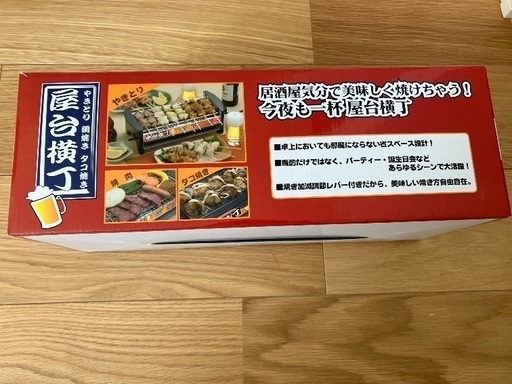 やきとり 焼肉 タコ焼き
屋台横丁
やきとり
焼肉
タコ焼き
居酒屋気分で美味しく焼けちゃう！
今夜も一杯 屋台横丁
■卓上においても邪魔にならない省スペース設計！
■晩酌だけではなく、パーティー・誕生日会など
あらゆるシーンで大活躍！
■焼き加減調節レバー付きだから、美味しい焼き方自由自在。